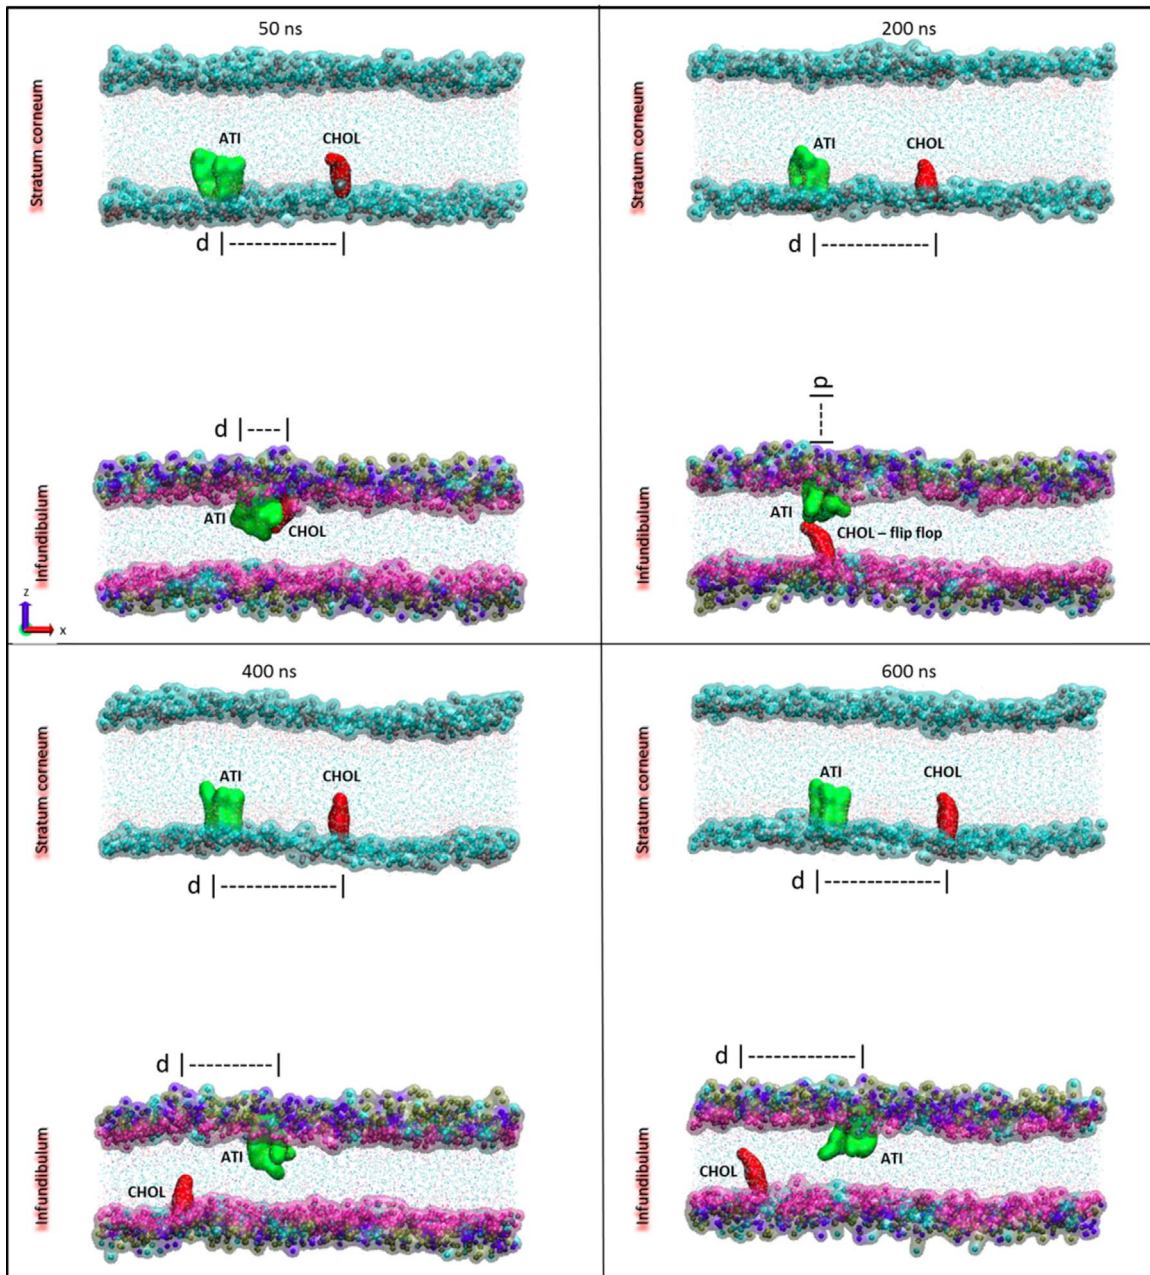 50 ns
Stratum corneum
ATI
CHOL
d |-------------|
d |----|
Infundibulum
ATI
CHOL
z
x
200 ns
Stratum corneum
ATI
CHOL
d |-------------|
d
|----|
Infundibulum
ATI
CHOL – flip flop
400 ns
Stratum corneum
ATI
CHOL
d |--------------|
d |----------|
Infundibulum
ATI
CHOL
600 ns
Stratum corneum
ATI
CHOL
d |--------------|
d |-------------|
Infundibulum
CHOL
ATI